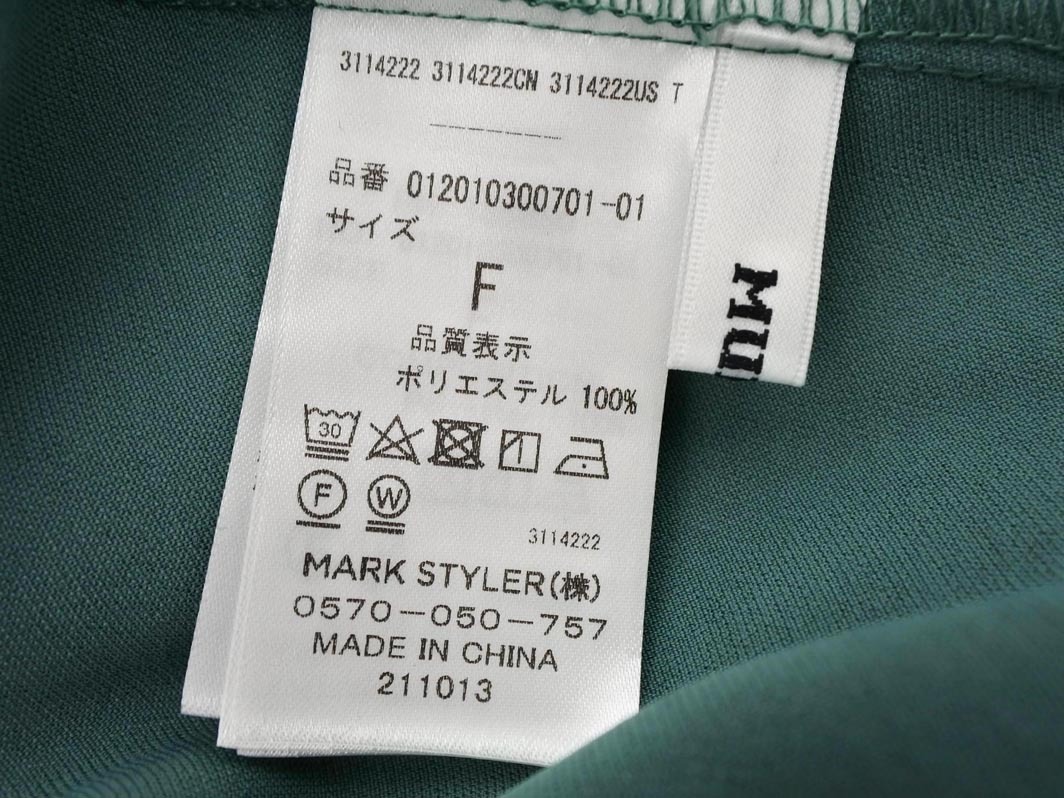 3114222 3114222CN 3114222US T
-------
品番 012010300701-01
サイズ
F
品質表示
ポリエステル 100%
30
F W
3114222
MARK STYLER(株)
0570-050-757
MADE IN CHINA
211013
MU